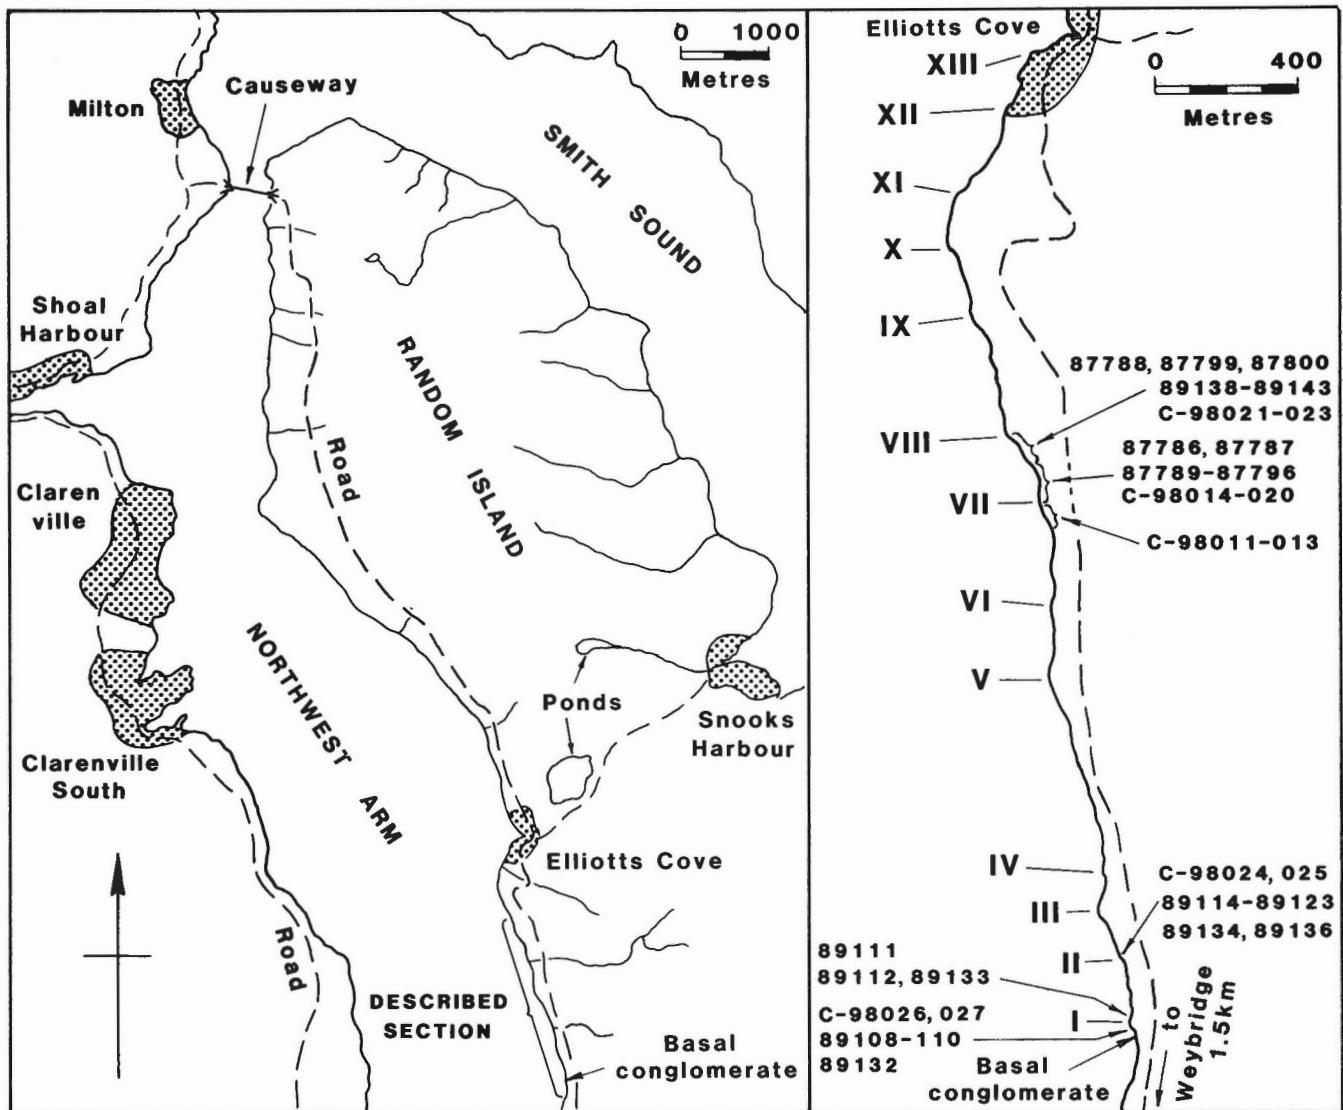 0 1000
Metres
Causeway
Milton
SMITH SOUND
Shoal
Harbour
RANDOM ISLAND
Road
Claren
ville
NORTHWEST ARM
Ponds
Snooks
Harbour
Clarenville
South
Elliotts Cove
Road
DESCRIBED
SECTION
Basal
conglomerate
Elliotts Cove
XIII
0 400
Metres
XII
XI
X
IX
87788, 87799, 87800
89138-89143
C-98021-023
VIII
87786, 87787
87789-87796
C-98014-020
VII
C-98011-013
VI
V
IV
C-98024, 025
89114-89123
89134, 89136
III
89111
89112, 89133
II
C-98026, 027
I
89108-110
89132
Basal
conglomerate
to
Weybridge
1.5km